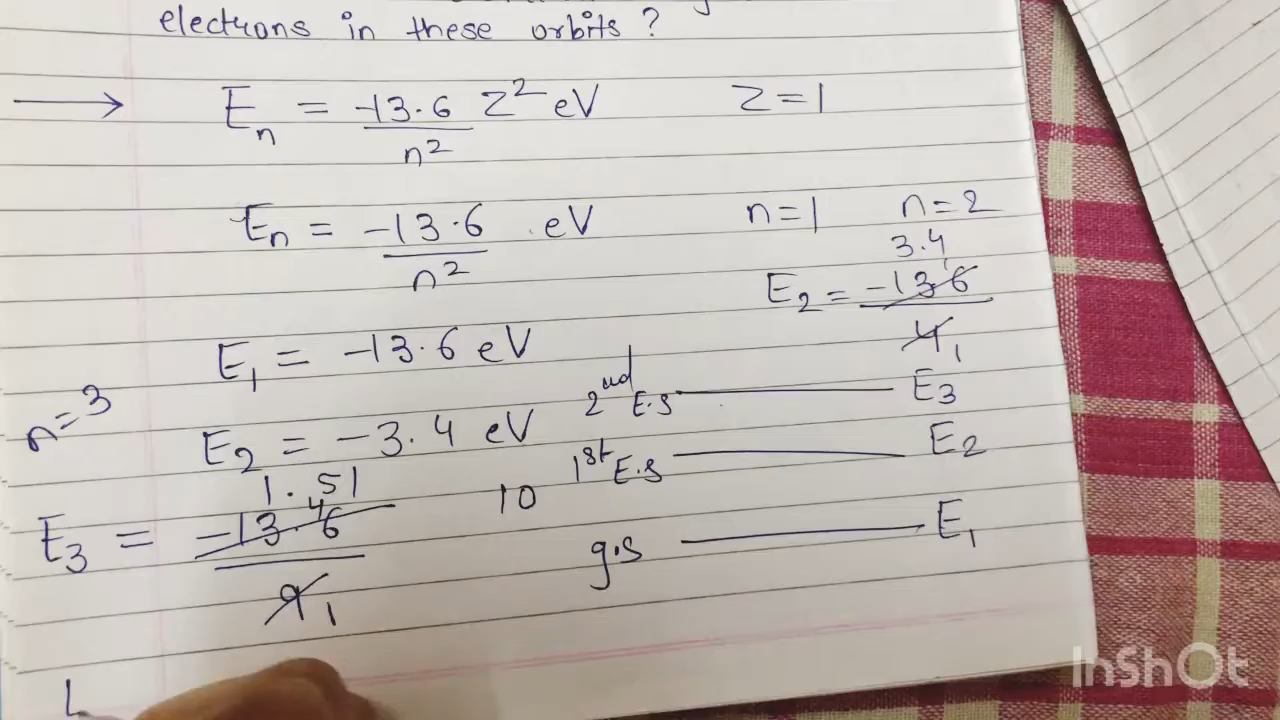 electrons in these orbits ?
→ En = -13.6 Z² eV Z = 1
n²
En = -13.6 eV n = 1 n = 2
n²
3.4
E2 = -13.6
4 1
E1 = -13.6 eV
n = 3
2nd E.S E3
E2 = -3.4 eV
1st E.S E2
1.51
E3 = -13.6 4 10
9 1
g.s E1
InShOt